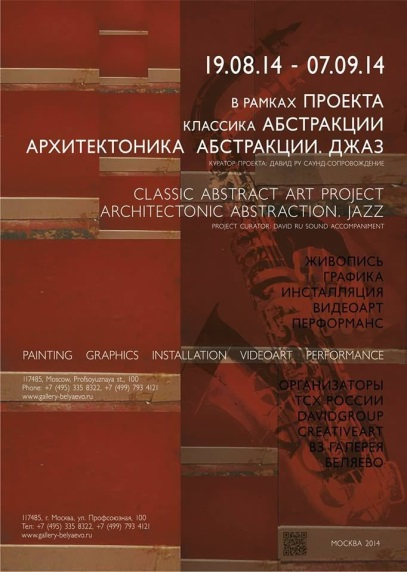 19.08.14 - 07.09.14
В РАМКАХ ПРОЕКТА
КЛАССИКА АБСТРАКЦИИ
АРХИТЕКТОНИКА АБСТРАКЦИИ. ДЖАЗ
КУРАТОР ПРОЕКТА: ДАВИД РУ САУНД-СОПРОВОЖДЕНИЕ
CLASSIC ABSTRACT ART PROJECT
ARCHITECTONIC ABSTRACTION. JAZZ
PROJECT CURATOR: DAVID RU SOUND ACCOMPANIMENT
ЖИВОПИСЬ
ГРАФИКА
ИНСТАЛЛЯЦИЯ
ВИДЕОАРТ
ПЕРФОРМАНС
PAINTING GRAPHICS INSTALLATION VIDEOART PERFORMANCE
117485, Moscow, Profsoyuznaya st., 100
Phone: +7 (495) 335 8322, +7 (499) 793 4121
www.gallery-belyaevo.ru
ОРГАНИЗАТОРЫ
ТСХ РОССИИ
DAVIDGROUP
CREATIVEART
ВЗ ГАЛЕРЕЯ
БЕЛЯЕВО
117485, г. Москва, ул. Профсоюзная, 100
Тел: +7 (495) 335 8322, +7 (499) 793 4121
www.gallery-belyaevo.ru
МОСКВА 2014